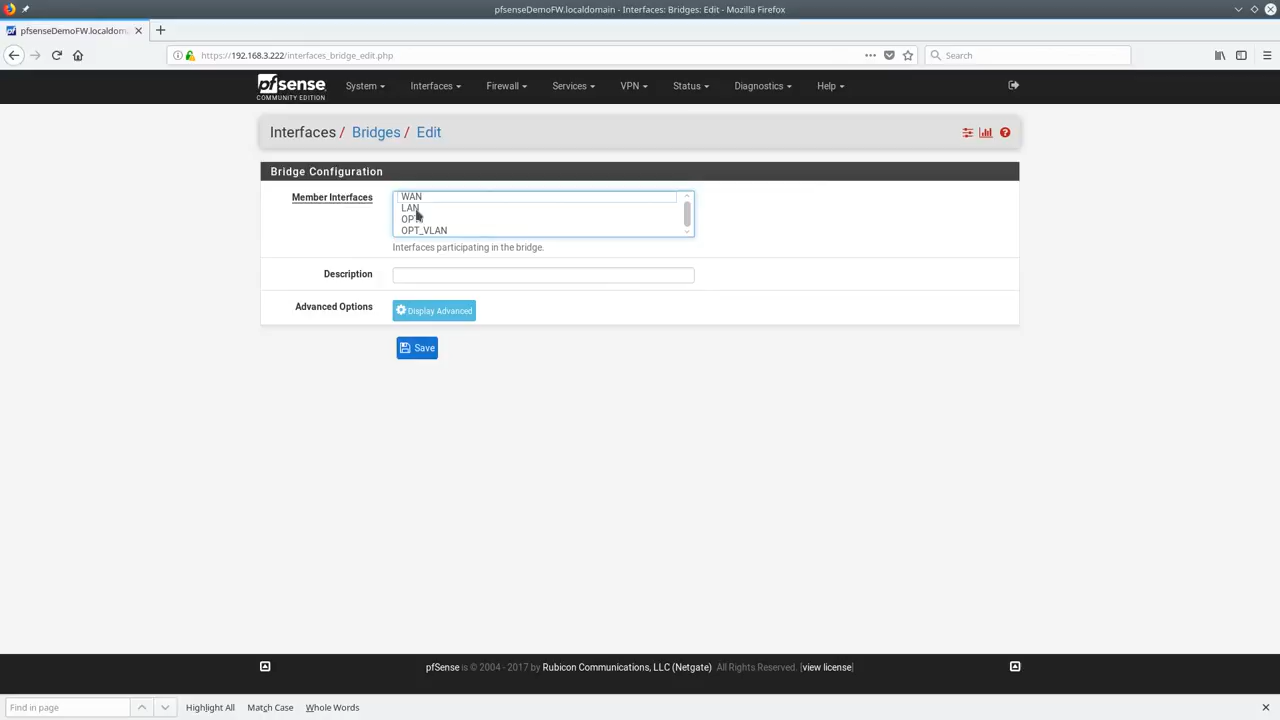 pfsenseDemoFW.localdomain - Interfaces: Bridges: Edit - Mozilla Firefox
pfsenseDemoFW.localdom
https://192.168.3.222/interfaces_bridge_edit.php
Search
pfsense
COMMUNITY EDITION
System
Interfaces
Firewall
Services
VPN
Status
Diagnostics
Help
Interfaces / Bridges / Edit
Bridge Configuration
Member Interfaces
WAN
LAN
OPT_VLAN
Interfaces participating in the bridge.
Description
Advanced Options
Display Advanced
Save
pfSense is © 2004 - 2017 by Rubicon Communications, LLC (Netgate) All Rights Reserved. [view license]
Find in page
Highlight All
Match Case
Whole Words